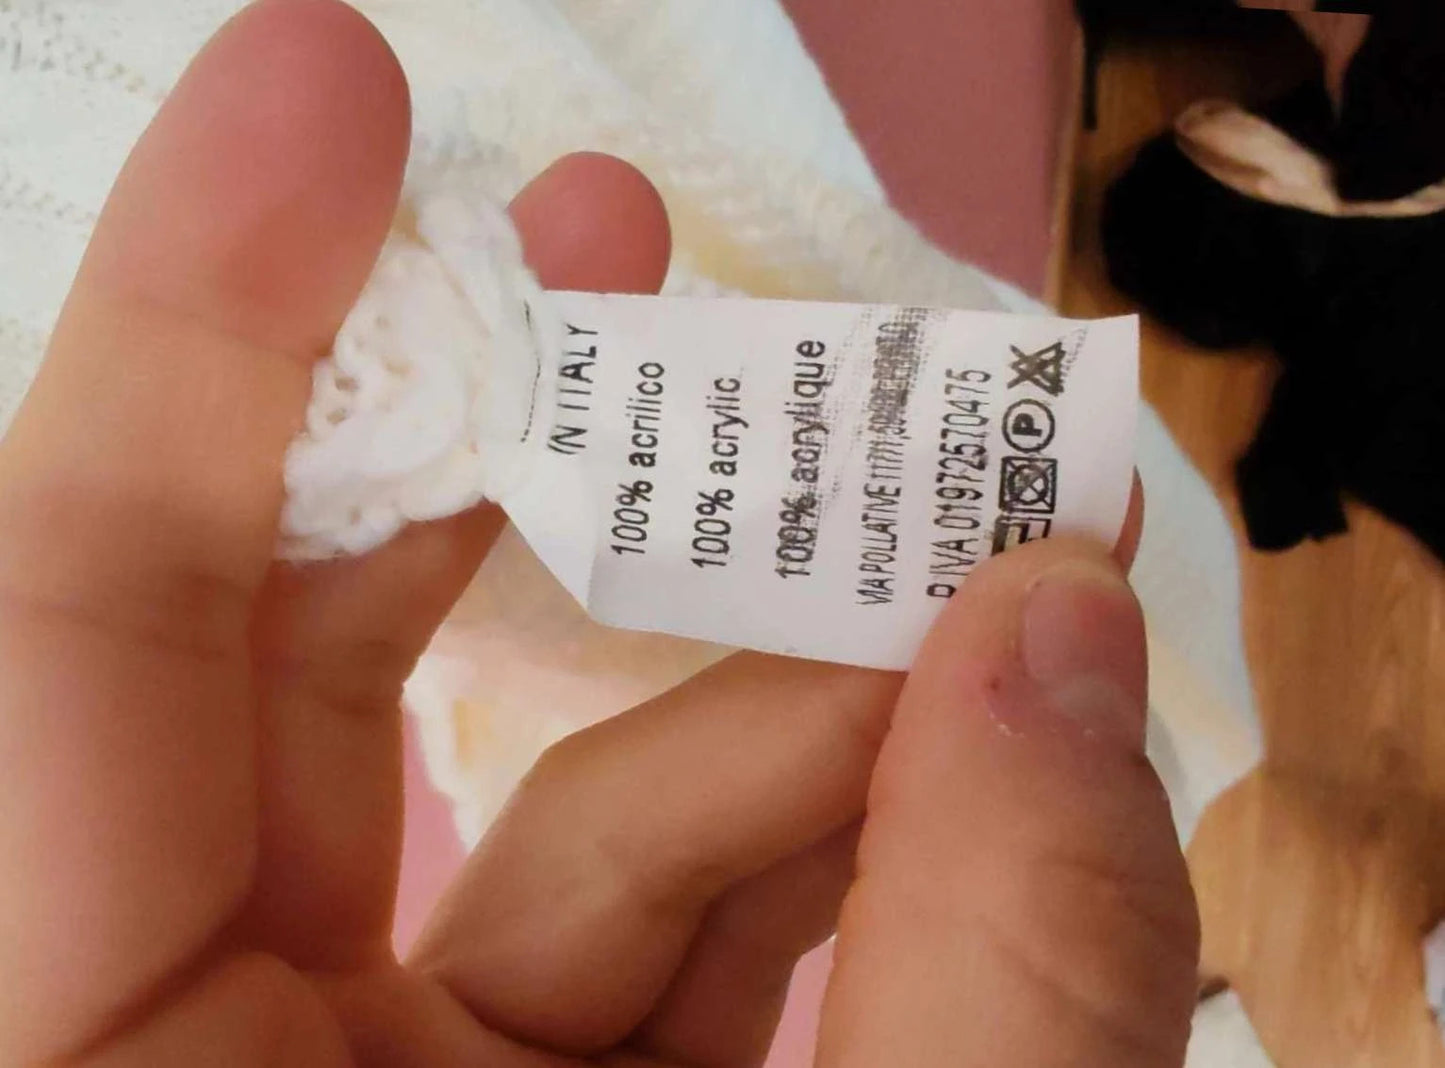 IN ITALY
100% acrilico
100% acrylic
100% acrylique
VIA POLLATIVE
P.IVA 01972570475
P